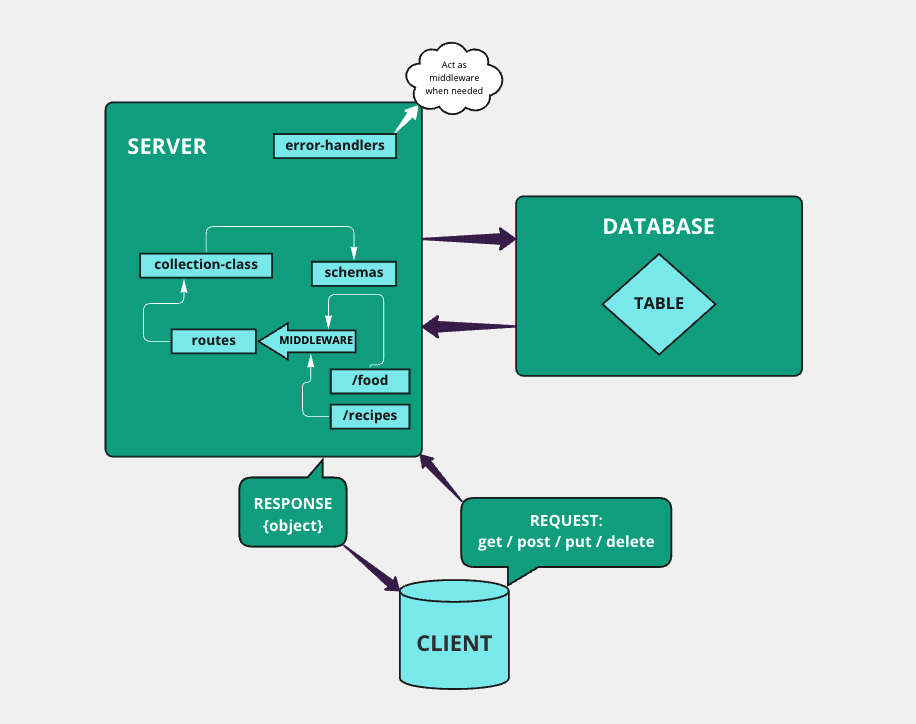 Act as
middleware
when needed
SERVER
error-handlers
DATABASE
collection-class
schemas
TABLE
routes
MIDDLEWARE
/food
/recipes
RESPONSE
{object}
REQUEST:
get / post / put / delete
CLIENT